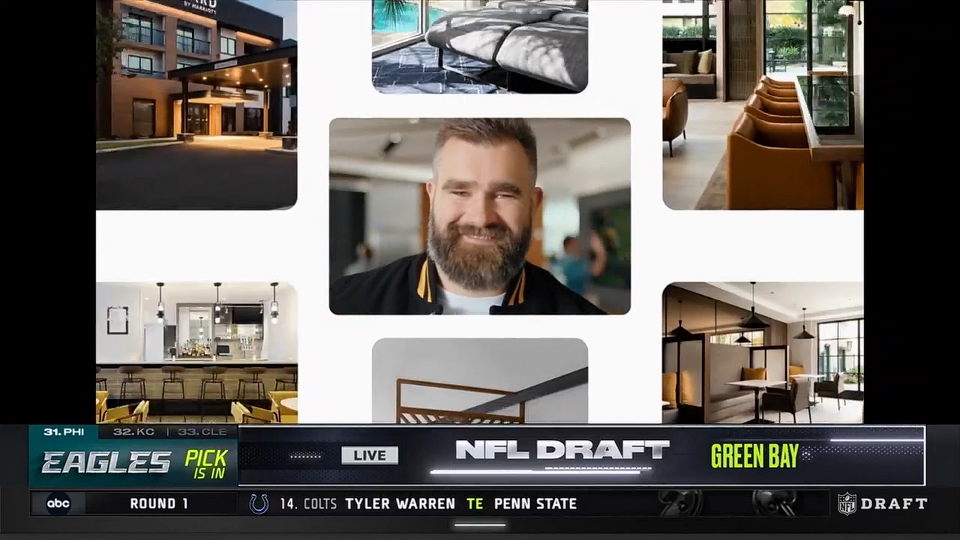 BY MARRIOTT
31. PHI
32. KC | 33. CLE
EAGLES
PICK
IS IN
LIVE
NFL DRAFT
GREEN BAY
abc
ROUND 1
14. COLTS TYLER WARREN TE PENN STATE
NFL DRAFT